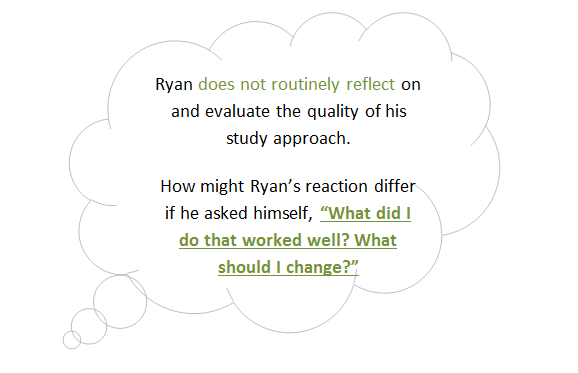 Ryan does not routinely reflect on
and evaluate the quality of his
study approach.
How might Ryan’s reaction differ
if he asked himself, “What did I
do that worked well? What
should I change?”